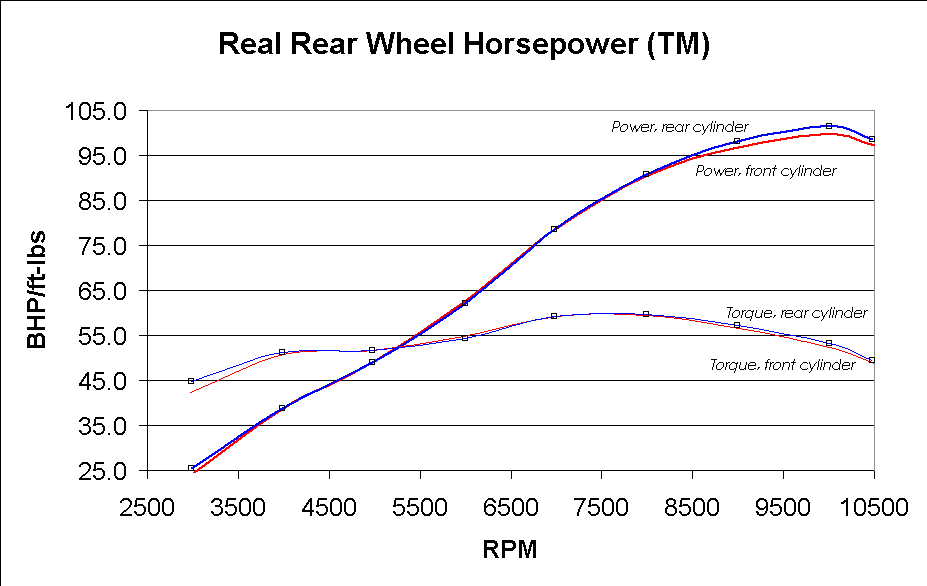 Real Rear Wheel Horsepower (TM)
105.0
Power, rear cylinder
95.0
Power, front cylinder
85.0
75.0
65.0
BHP/ft-lbs
55.0
Torque, rear cylinder
45.0
Torque, front cylinder
35.0
25.0
2500 3500 4500 5500 6500 7500 8500 9500 10500
RPM